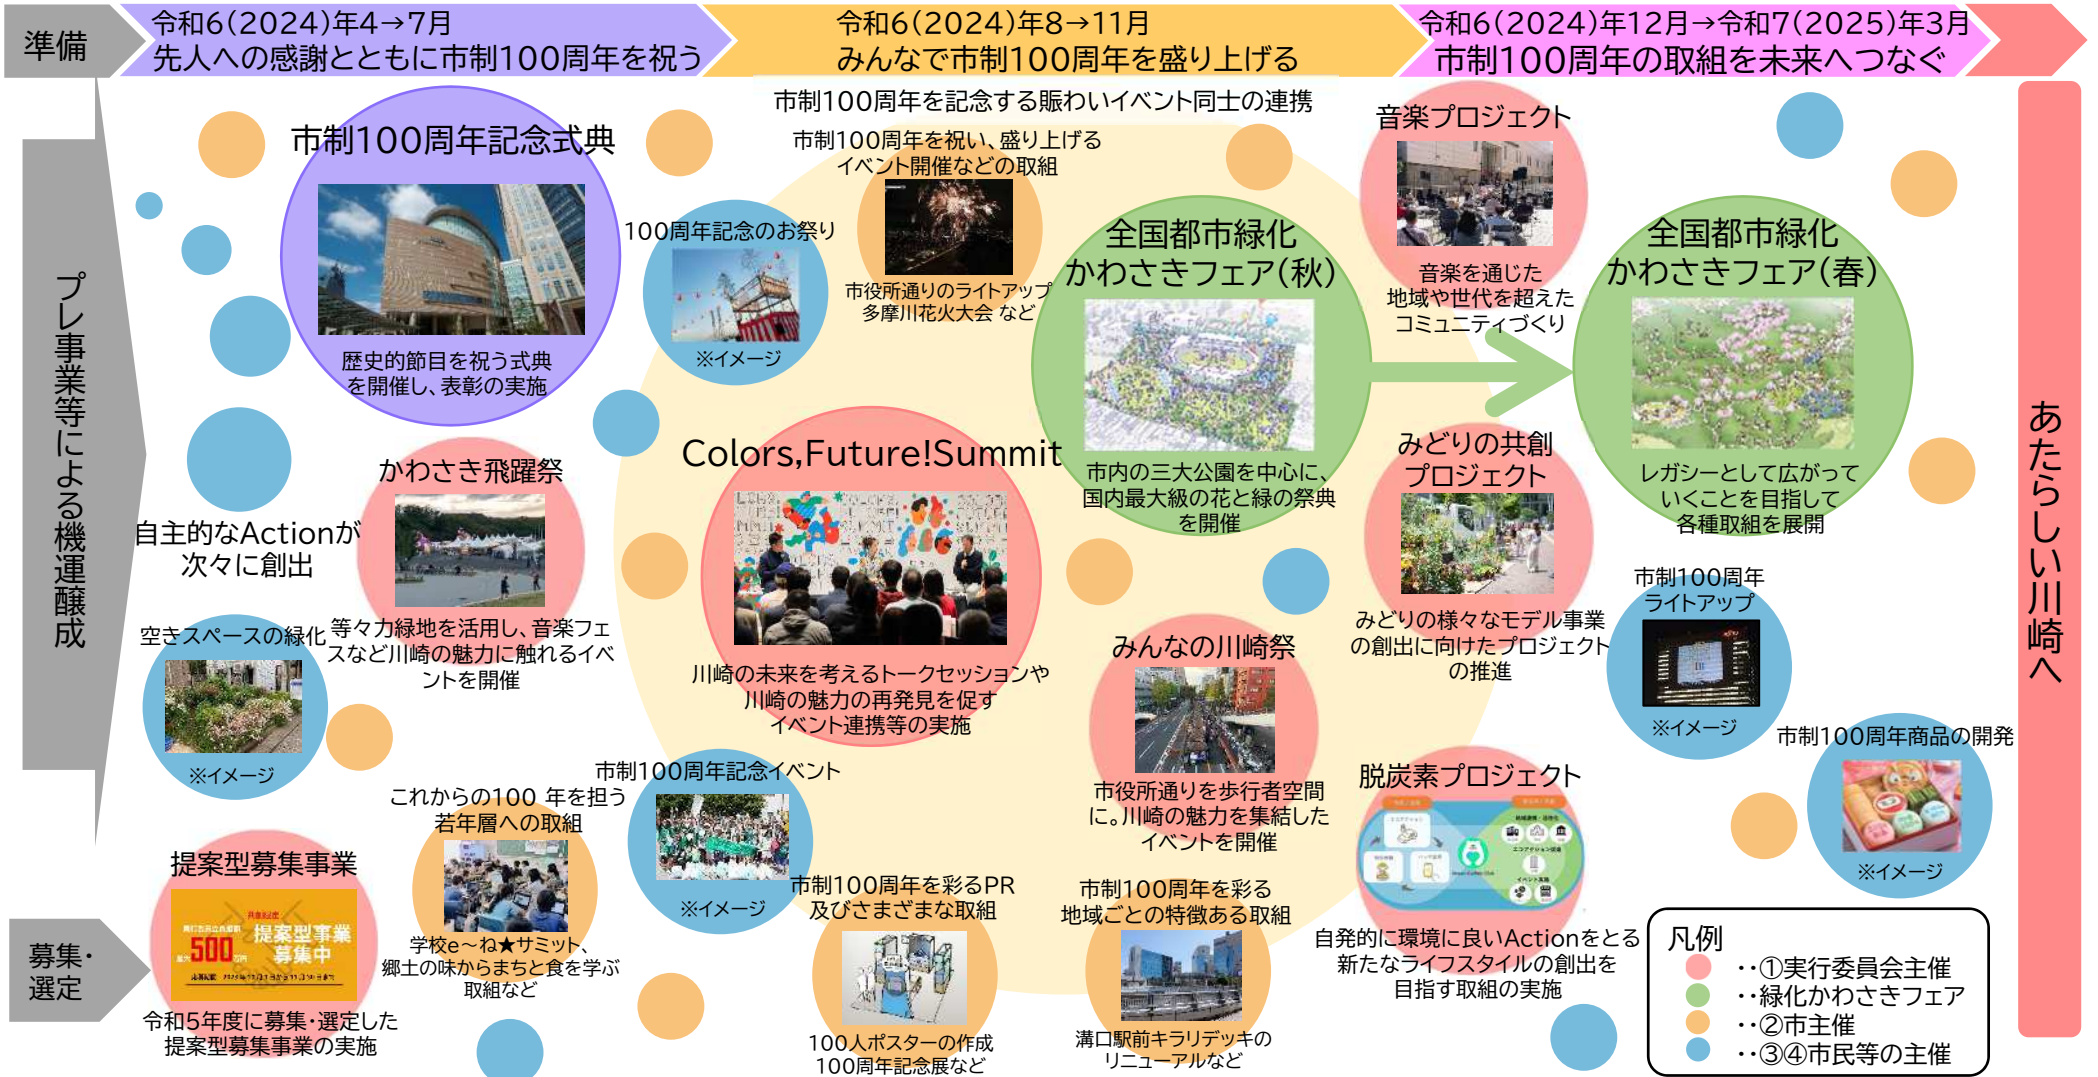 準備
令和6(2024)年4→7月
先人への感謝とともに市制100周年を祝う
令和6(2024)年8→11月
みんなで市制100周年を盛り上げる
令和6(2024)年12月→令和7(2025)年3月
市制100周年の取組を未来へつなぐ
プレ事業等による機運醸成
募集・
選定
あたらしい川崎へ
市制100周年記念式典
歴史的節目を祝う式典
を開催し、表彰の実施
自主的なActionが
次々に創出
かわさき飛躍祭
等々力緑地を活用し、音楽フェ
スなど川崎の魅力に触れるイベ
ントを開催
空きスペースの緑化
※イメージ
提案型募集事業
500
提案型事業
募集中
令和5年度に募集・選定した
提案型募集事業の実施
これからの100 年を担う
若年層への取組
学校e～ね★サミット、
郷土の味からまちと食を学ぶ
取組など
市制100周年を記念する賑わいイベント同士の連携
市制100周年を祝い、盛り上げる
イベント開催などの取組
市役所通りのライトアップ
多摩川花火大会 など
100周年記念のお祭り
※イメージ
Colors,Future!Summit
川崎の未来を考えるトークセッションや
川崎の魅力の再発見を促す
イベント連携等の実施
市制100周年記念イベント
※イメージ
市制100周年を彩るPR
及びさまざまな取組
100人ポスターの作成
100周年記念展など
全国都市緑化
かわさきフェア(秋)
市内の三大公園を中心に、
国内最大級の花と緑の祭典
を開催
みんなの川崎祭
市役所通りを歩行者空間
に。川崎の魅力を集結した
イベントを開催
市制100周年を彩る
地域ごとの特徴ある取組
溝口駅前キラリデッキの
リニューアルなど
音楽プロジェクト
音楽を通じた
地域や世代を超えた
コミュニティづくり
みどりの共創
プロジェクト
みどりの様々なモデル事業
の創出に向けたプロジェクト
の推進
脱炭素プロジェクト
エコアクション
イベント実施
自発的に環境に良いActionをとる
新たなライフスタイルの創出を
目指す取組の実施
全国都市緑化
かわさきフェア(春)
レガシーとして広がって
いくことを目指して
各種取組を展開
市制100周年
ライトアップ
※イメージ
市制100周年商品の開発
※イメージ
凡例
‥①実行委員会主催
‥緑化かわさきフェア
‥②市主催
‥③④市民等の主催